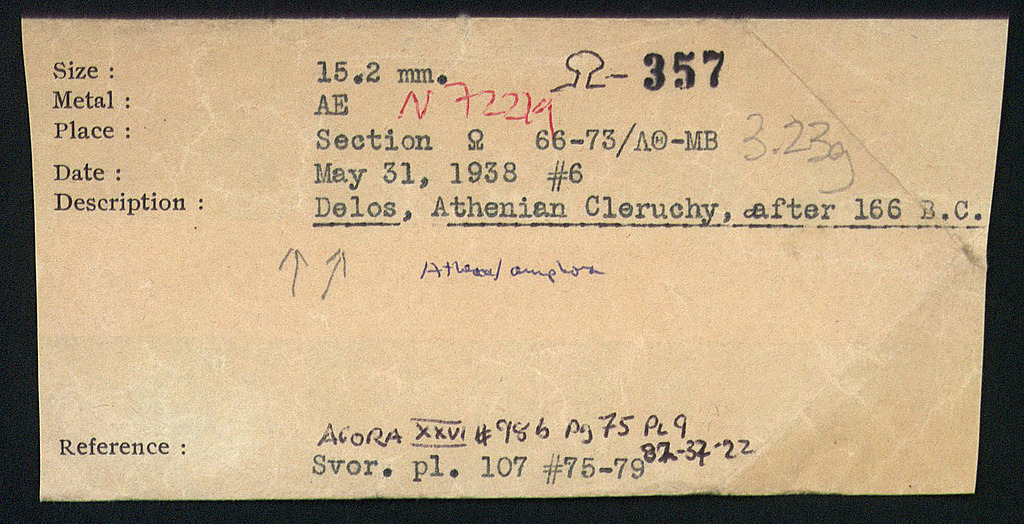 Size : 15.2 mm. Ω- 357
Metal : AE N 72219
Place : Section Ω 66-73/ΛΘ-ΜΒ 3.23g
Date : May 31, 1938 #6
Description : Delos, Athenian Cleruchy, after 166 B.C.
↑ ↗ Athena/amphora
AGORA XXVI #98b pg 75 PL 9
Reference : Svor. pl. 107 #75-79